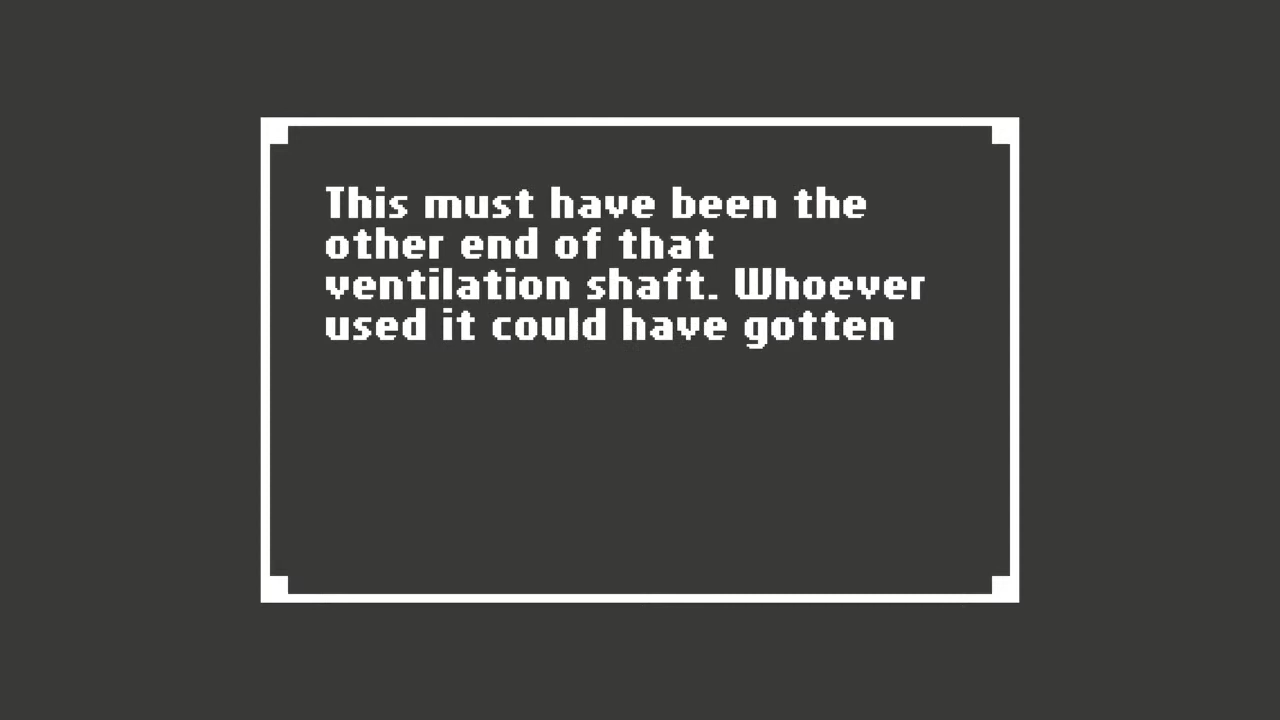 This must have been the
other end of that
ventilation shaft. Whoever
used it could have gotten